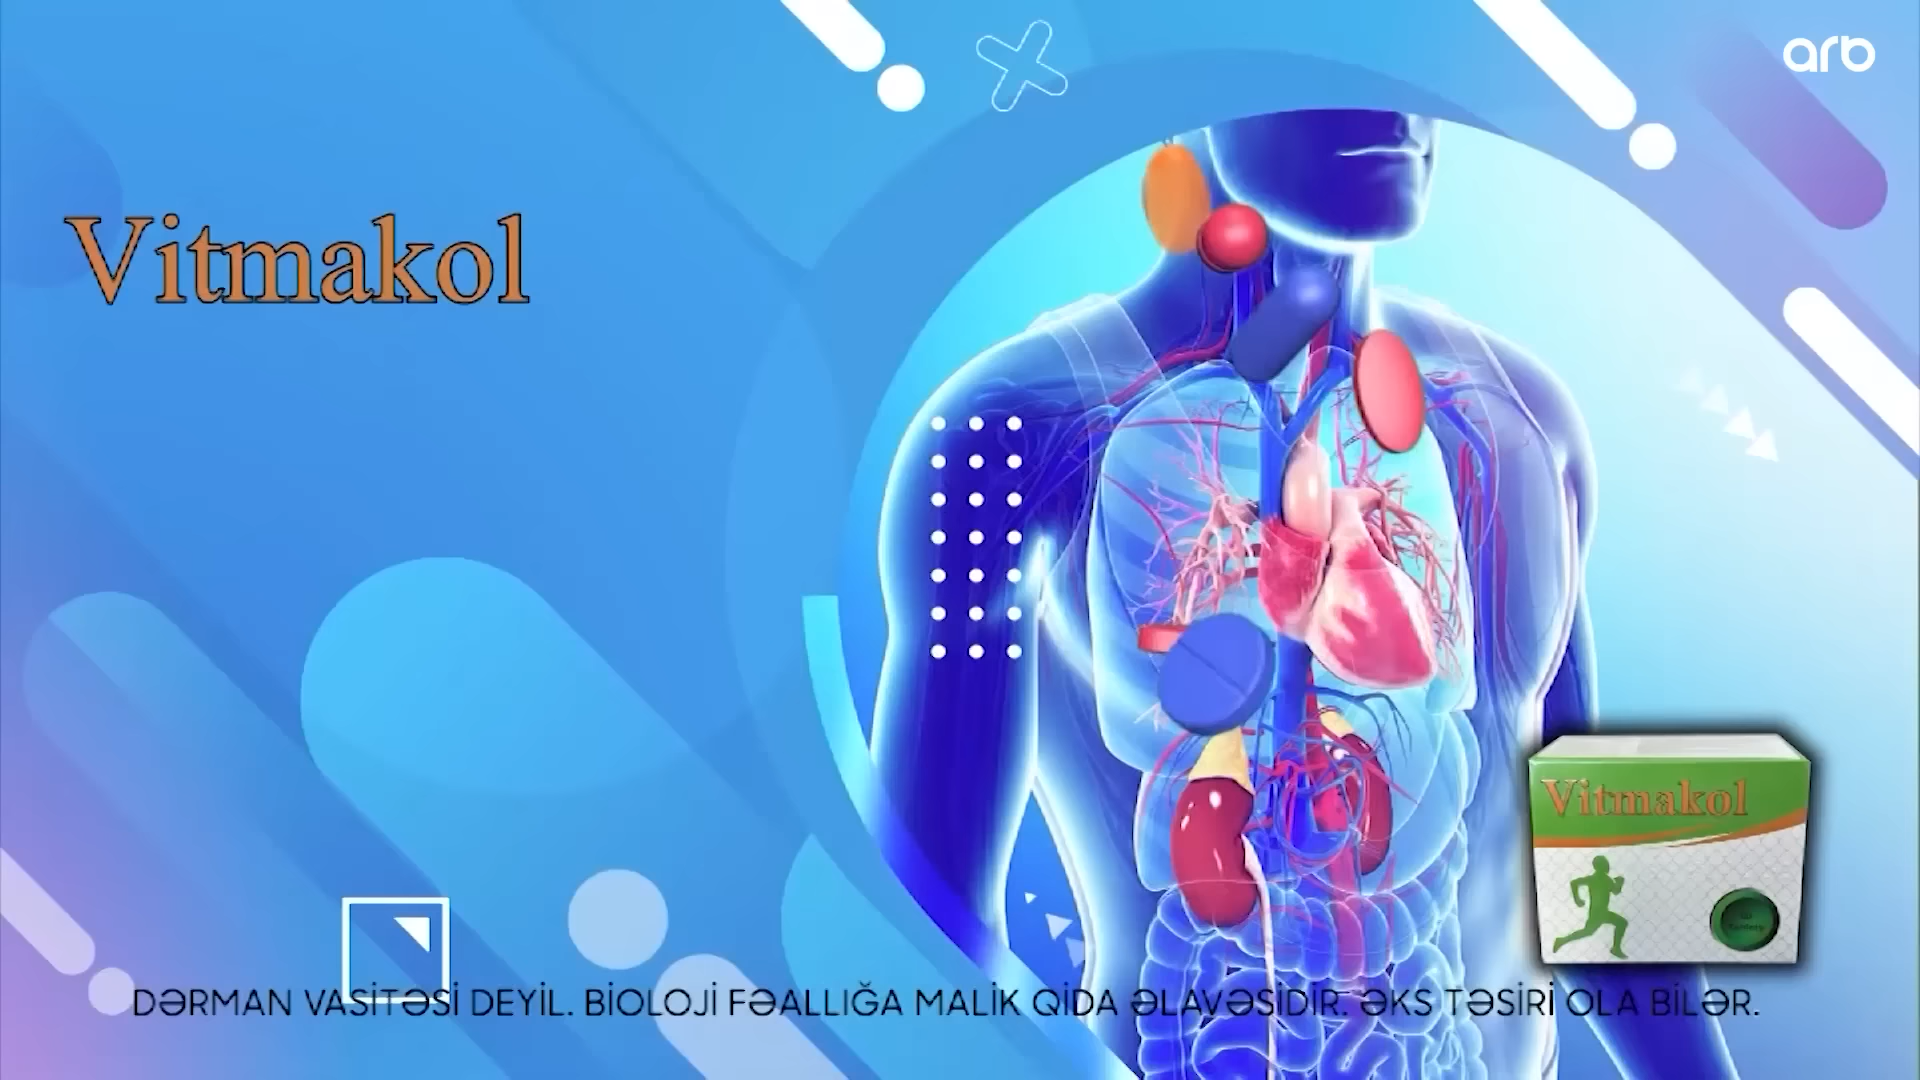 arb
Vitmakol
Vitmakol
DƏRMAN VASİTƏSİ DEYİL. BİOLOJİ FƏALLIĞA MALİK QİDA ƏLAVƏSİDİR. ƏKS TƏSİRİ OLA BİLƏR.